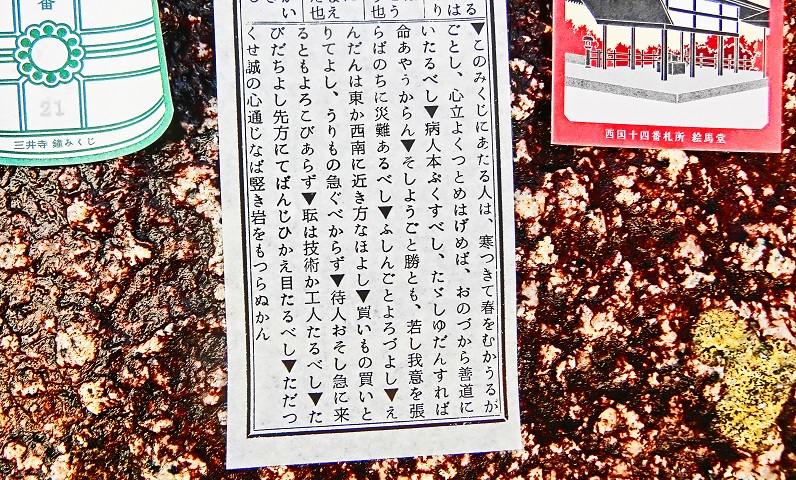 ▼このみくじにあたる人は、寒つきて春をむかうるが
ごとし、心立よくつとめはげめば、おのづから善道に
いたるべし▼病人本ぷくすべし、たゞしゆだんすれば
命あやうからん▼そしようごと勝とも、若し我意を張
らばのちに災難あるべし▼ふしんごとよろづよし▼え
んだんは東か西南に近き方なほよし▼買いもの買いと
りてよし、うりもの急ぐべからず▼待人おそし急に来
るともよろこびあらず▼耺は技術か工人たるべし▼た
びだちよし先方にてばんじひかえ目たるべし▼ただつ
くせ誠の心通じなば竪き岩をもつらぬかん
番
21
三井寺 鐘みくじ
西国十四番札所 絵馬堂